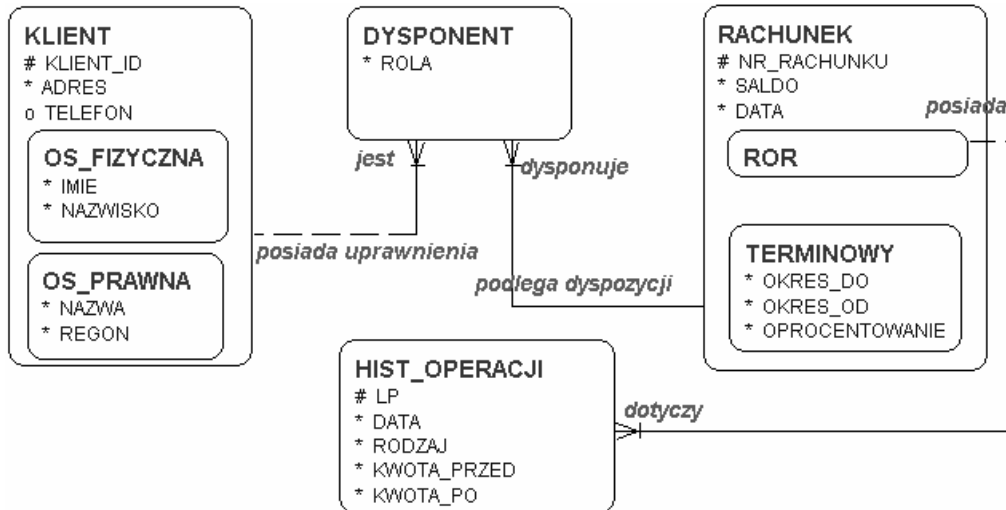 KLIENT
# KLIENT_ID
* ADRES
o TELEFON
OS_FIZYCZNA
* IMIE
* NAZWISKO
OS_PRAWNA
* NAZWA
* REGON
DYSPONENT
* ROLA
jest
dysponuje
posiada uprawnienia
podlega dyspozycji
RACHUNEK
# NR_RACHUNKU
* SALDO
* DATA
posiada
ROR
TERMINOWY
* OKRES_DO
* OKRES_OD
* OPROCENTOWANIE
HIST_OPERACJI
# LP
* DATA
* RODZAJ
* KWOTA_PRZED
* KWOTA_PO
dotyczy